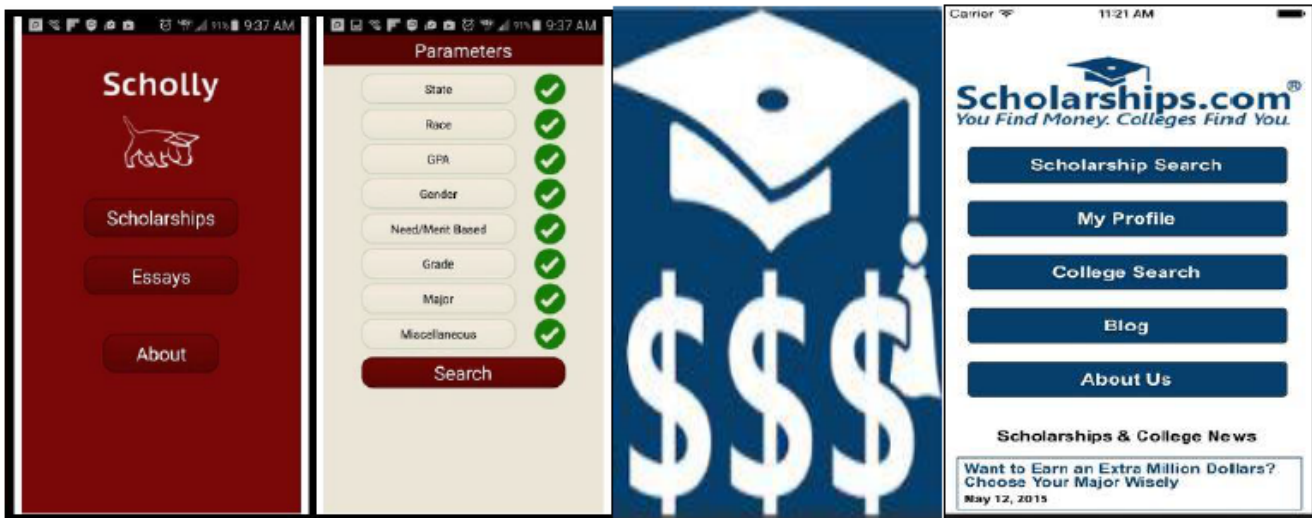 91% 9:37 AM
Scholly
Scholarships
Essays
About
91% 9:37 AM
Parameters
State
Race
GPA
Gender
Need/Merit Based
Grade
Major
Miscellaneous
Search
$$$
Carrier 11:21 AM
Scholarships.com®
You Find Money. Colleges Find You.
Scholarship Search
My Profile
College Search
Blog
About Us
Scholarships & College News
Want to Earn an Extra Million Dollars?
Choose Your Major Wisely
May 12, 2015